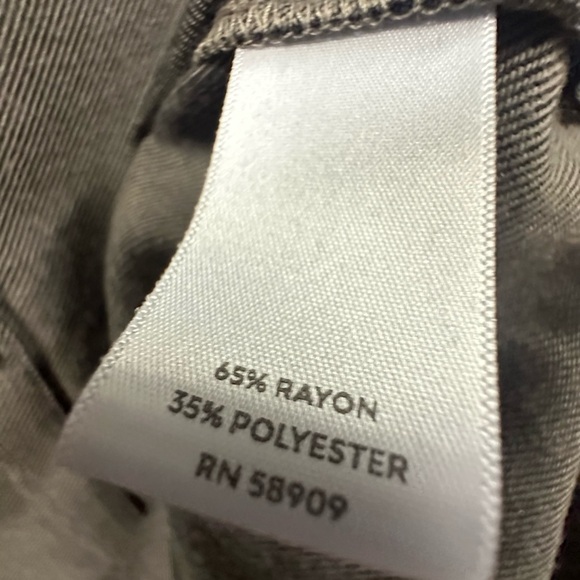 65% RAYON
35% POLYESTER
RN 58909